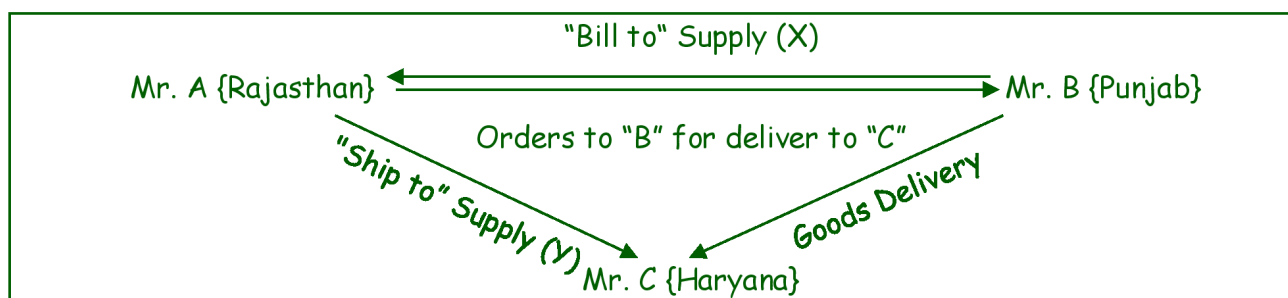 “Bill to“ Supply (X)
Mr. A {Rajasthan}
Mr. B {Punjab}
Orders to “B” for deliver to “C”
“Ship to” Supply (Y)
Goods Delivery
Mr. C {Haryana}